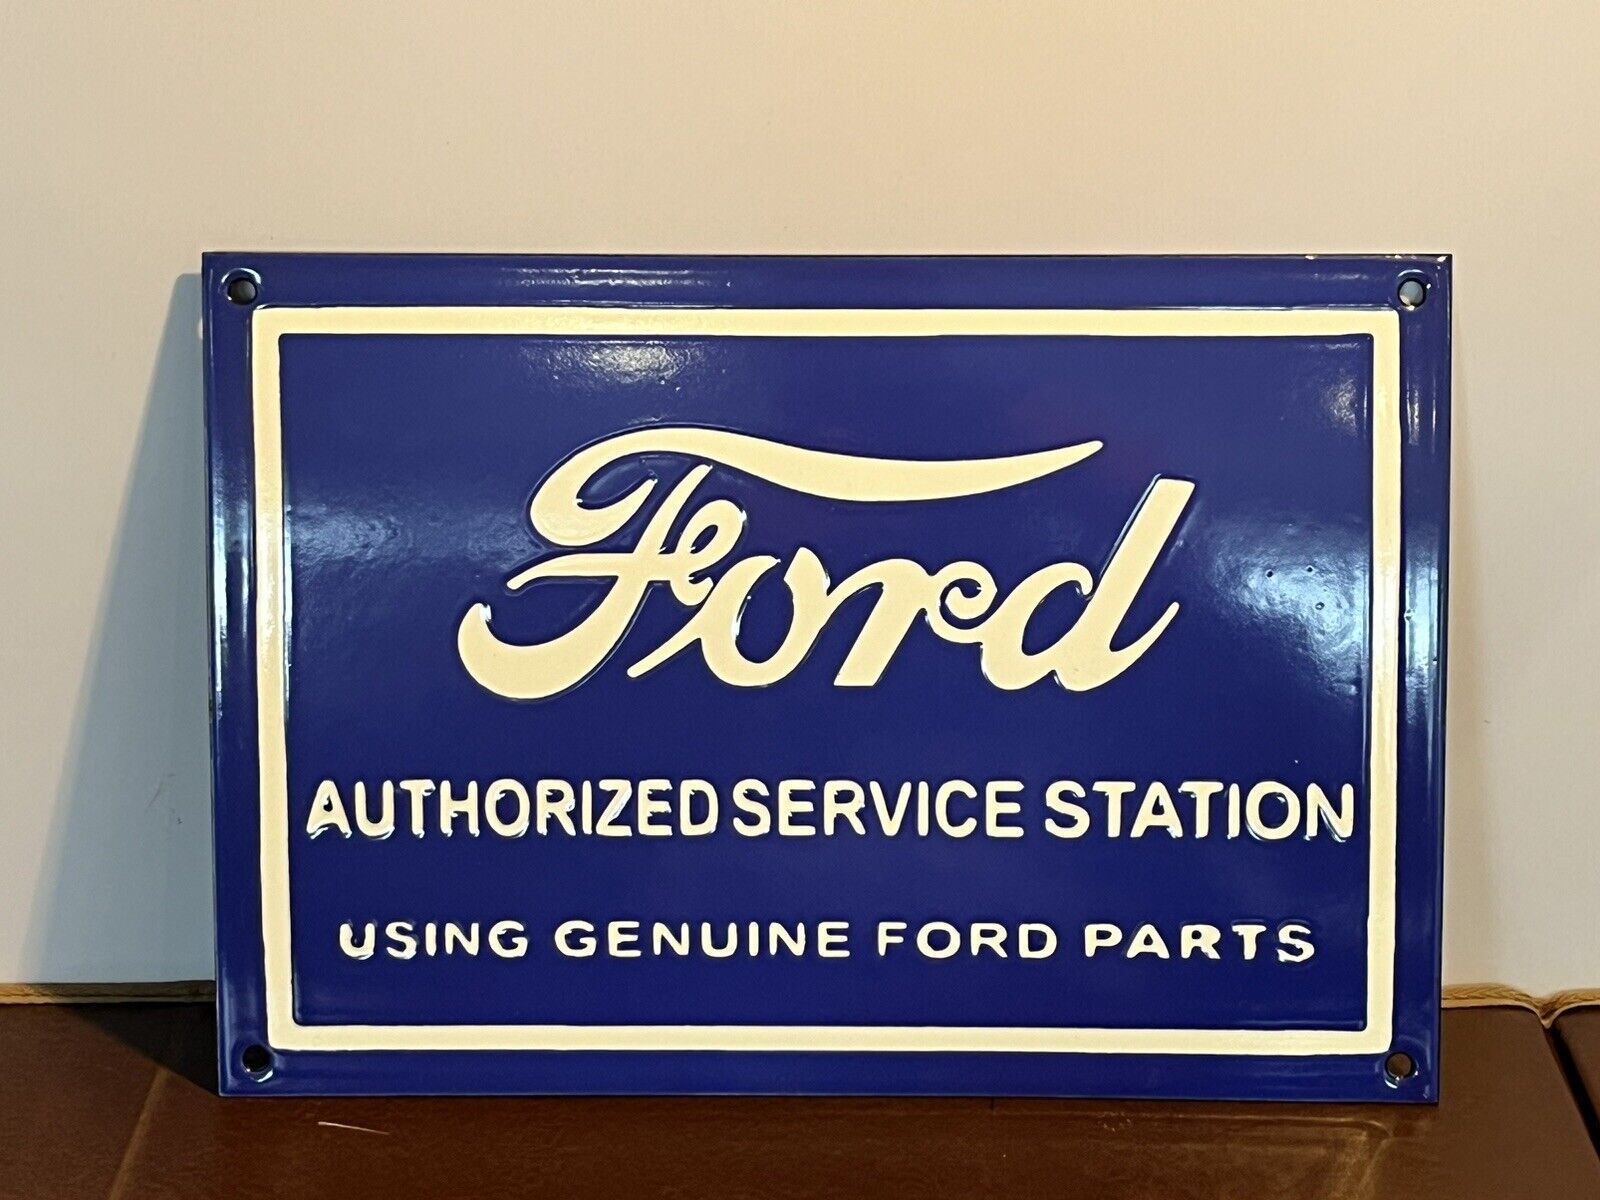 Ford
AUTHORIZED SERVICE STATION
USING GENUINE FORD PARTS